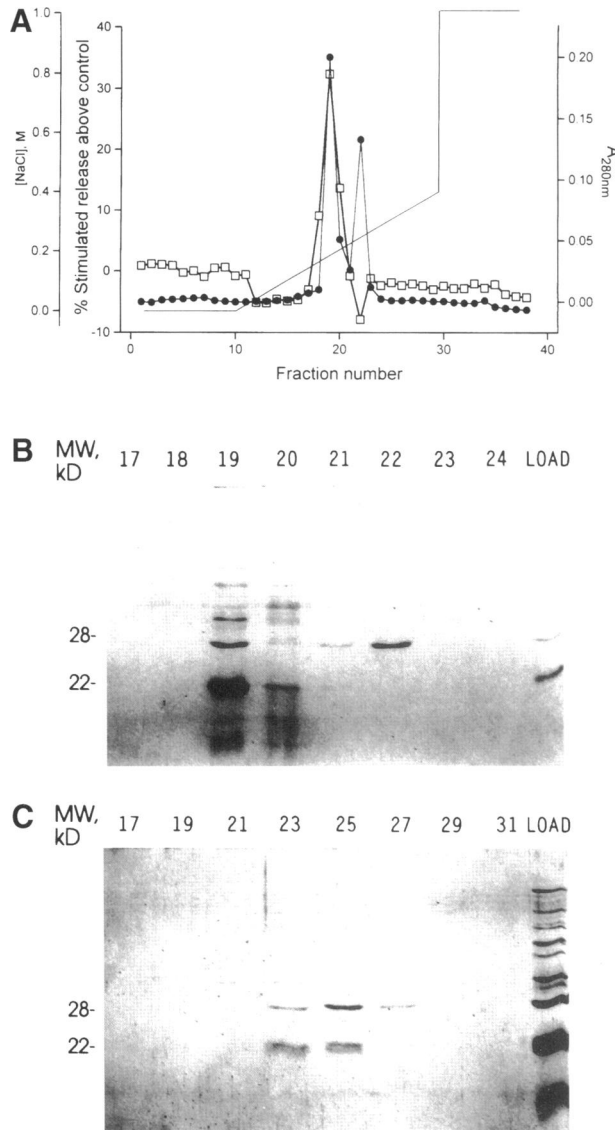 A
[NaCl], M
1.0
0.8
0.6
0.4
0.2
0.0
% Stimulated release above control
40
30
20
10
0
-10
0.20
0.15
0.10
0.05
0.00
A280nm
0 10 20 30 40
Fraction number
B MW, kD 17 18 19 20 21 22 23 24 LOAD
28-
22-
C MW, kD 17 19 21 23 25 27 29 31 LOAD
28-
22-